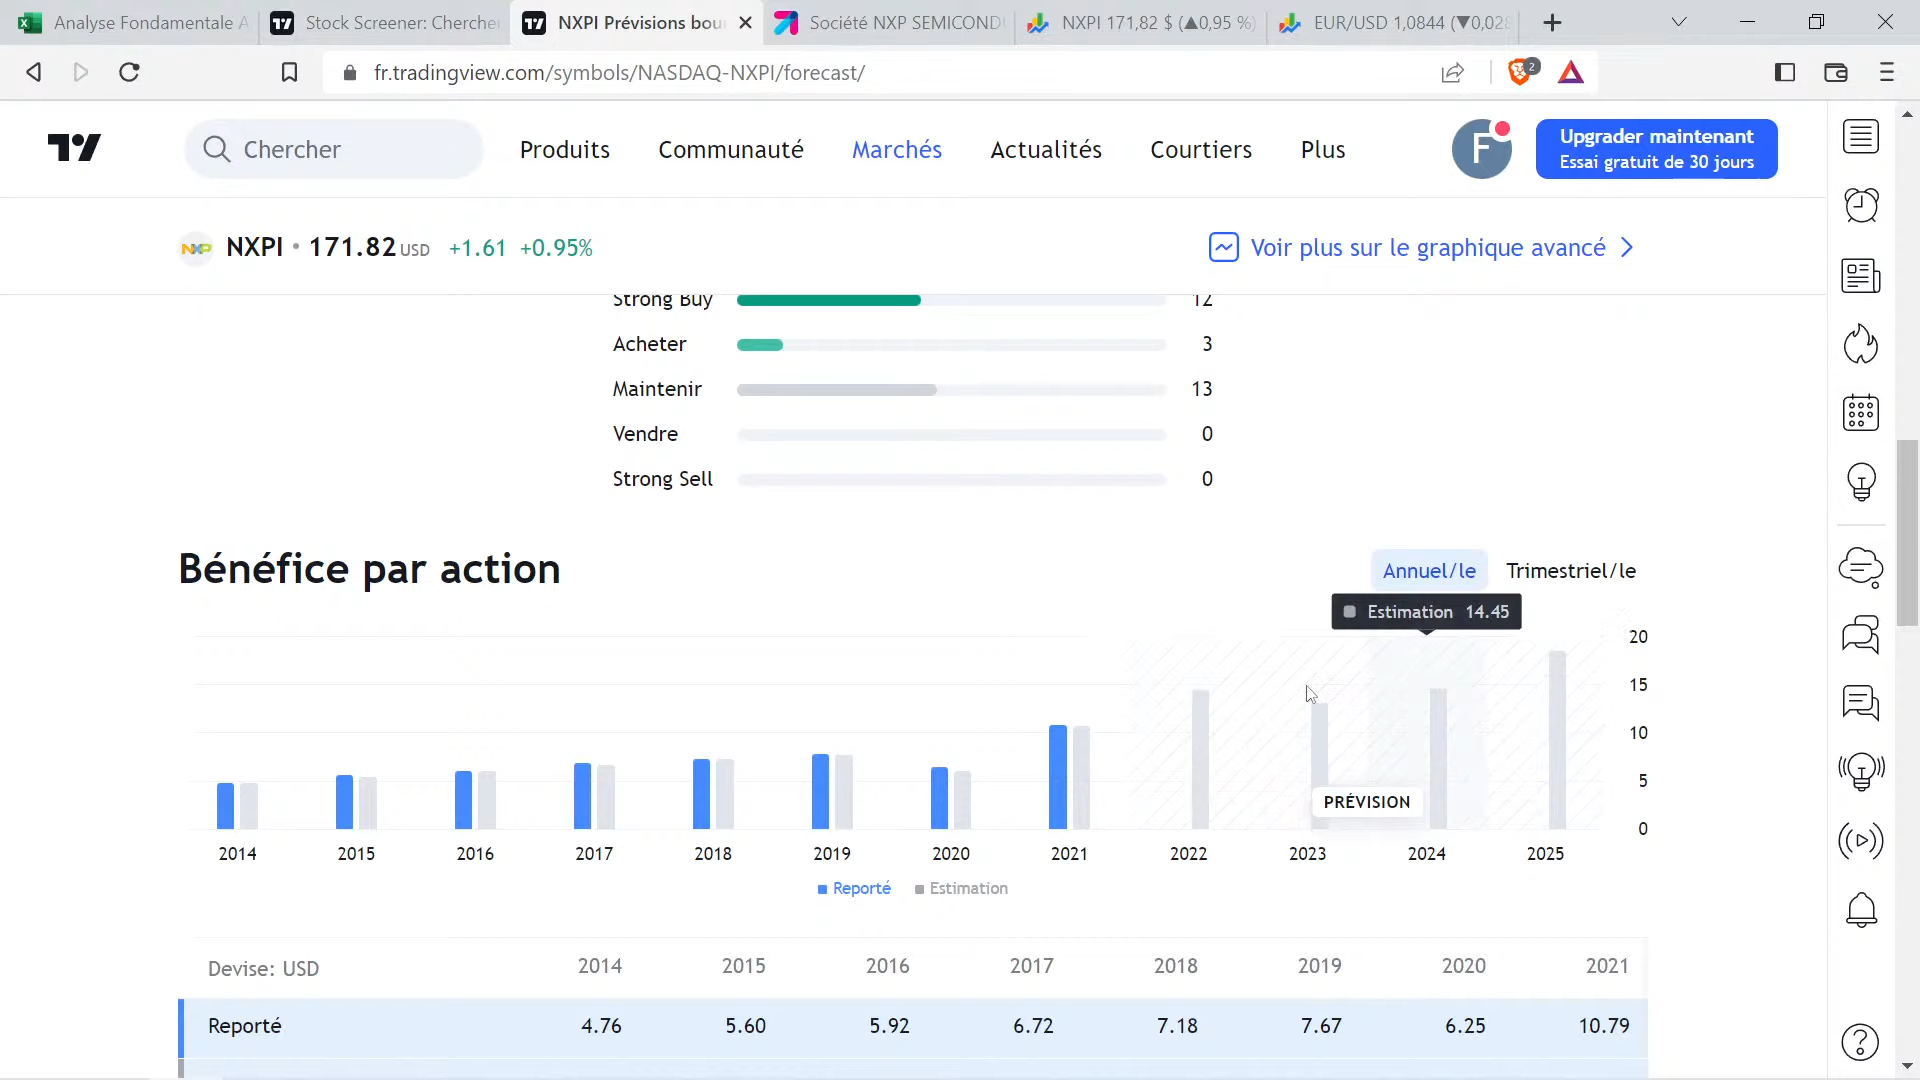 Analyse Fondamentale A
Stock Screener: Chercher
NXPI Prévisions bou
Société NXP SEMICOND
NXPI 171,82 $ (▲0,95 %)
EUR/USD 1,0844 (▼0,028
fr.tradingview.com/symbols/NASDAQ-NXPI/forecast/
2
Chercher
Produits
Communauté
Marchés
Actualités
Courtiers
Plus
F
Upgrader maintenant
Essai gratuit de 30 jours
NXP
NXPI • 171.82 USD +1.61 +0.95%
Voir plus sur le graphique avancé
Strong Buy 12
Acheter 3
Maintenir 13
Vendre 0
Strong Sell 0
Bénéfice par action
Annuel/le Trimestriel/le
Estimation 14.45
20
15
10
5
0
PRÉVISION
2014 2015 2016 2017 2018 2019 2020 2021 2022 2023 2024 2025
Reporté Estimation
Devise: USD 2014 2015 2016 2017 2018 2019 2020 2021
Reporté 4.76 5.60 5.92 6.72 7.18 7.67 6.25 10.79